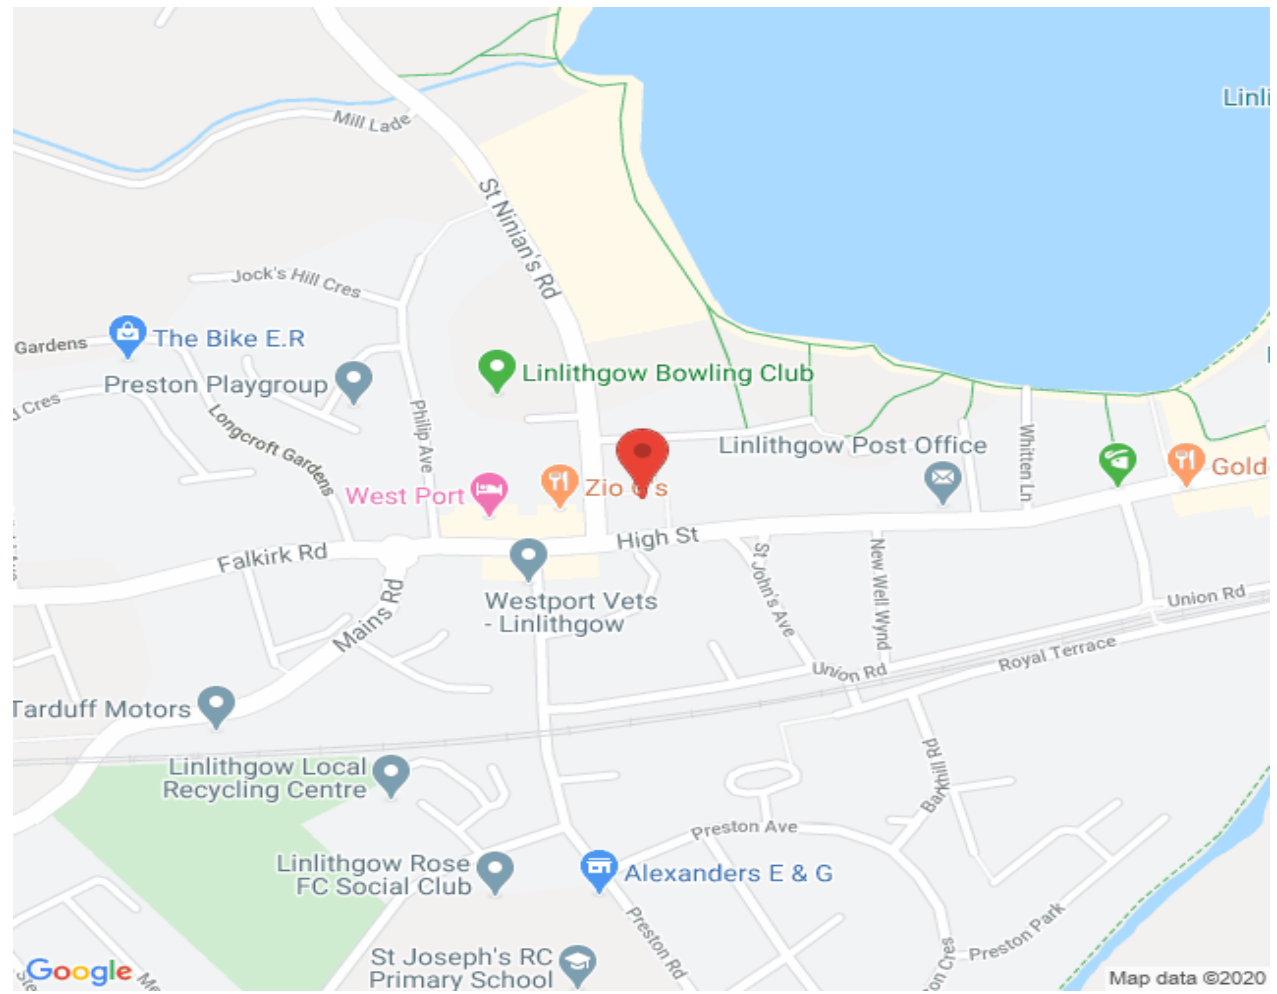 Linli
Mill Lade
St Ninian's Rd
Jock's Hill Cres
Gardens
The Bike E.R
Preston Playgroup
Linlithgow Bowling Club
Cres
Longcroft Gardens
Philip Ave
Linlithgow Post Office
Whitten Ln
West Port
Zio
Gold
High St
Falkirk Rd
Mains Rd
Westport Vets
- Linlithgow
St John's Ave
New Well Wynd
Union Rd
Royal Terrace
Union Rd
Tarduff Motors
Linlithgow Local
Recycling Centre
Barkhill Rd
Preston Ave
Linlithgow Rose
FC Social Club
Alexanders E & G
Preston Rd
Preston Park
on Cres
St Joseph's RC
Primary School
Google
Me
Map data ©2020